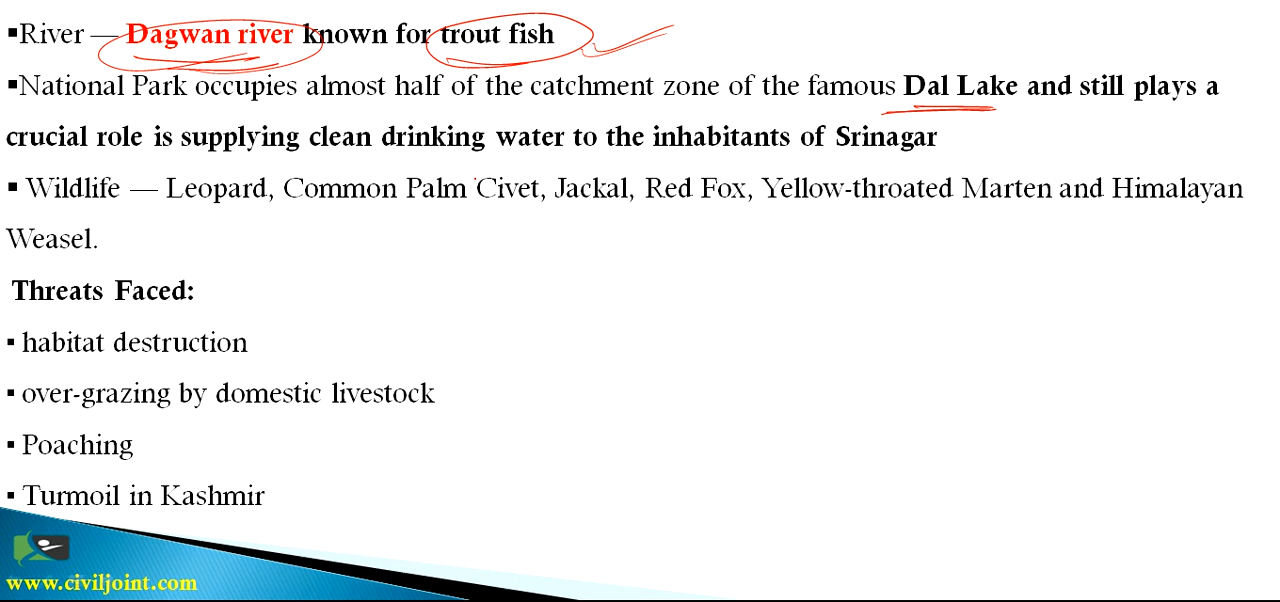 ▪River — Dagwan river known for trout fish
▪National Park occupies almost half of the catchment zone of the famous Dal Lake and still plays a
crucial role is supplying clean drinking water to the inhabitants of Srinagar
▪ Wildlife — Leopard, Common Palm Civet, Jackal, Red Fox, Yellow-throated Marten and Himalayan
Weasel.
Threats Faced:
▪ habitat destruction
▪ over-grazing by domestic livestock
▪ Poaching
▪ Turmoil in Kashmir
www.civiljoint.com